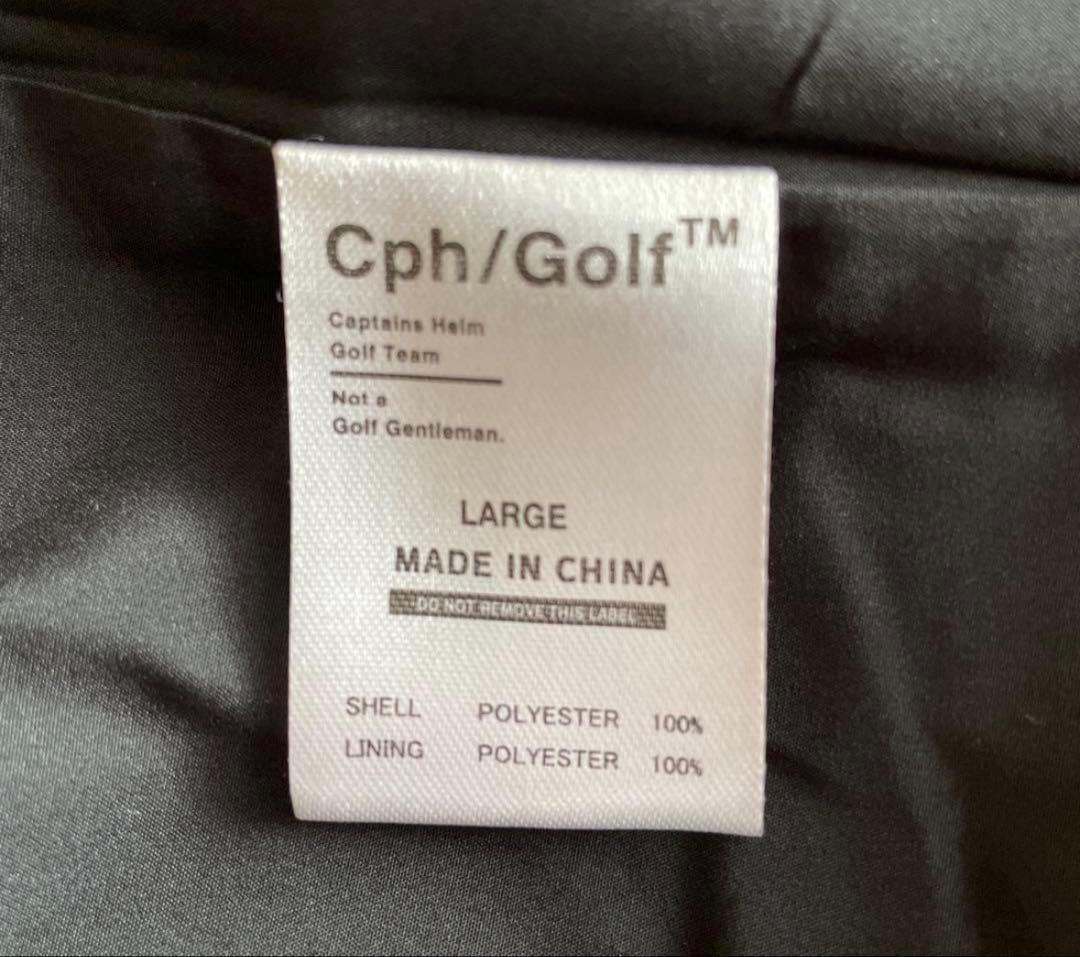 Cph/Golf™
Captains Helm
Golf Team
Not a
Golf Gentleman.
LARGE
MADE IN CHINA
DO NOT REMOVE THIS LABEL
SHELL POLYESTER 100%
LINING POLYESTER 100%